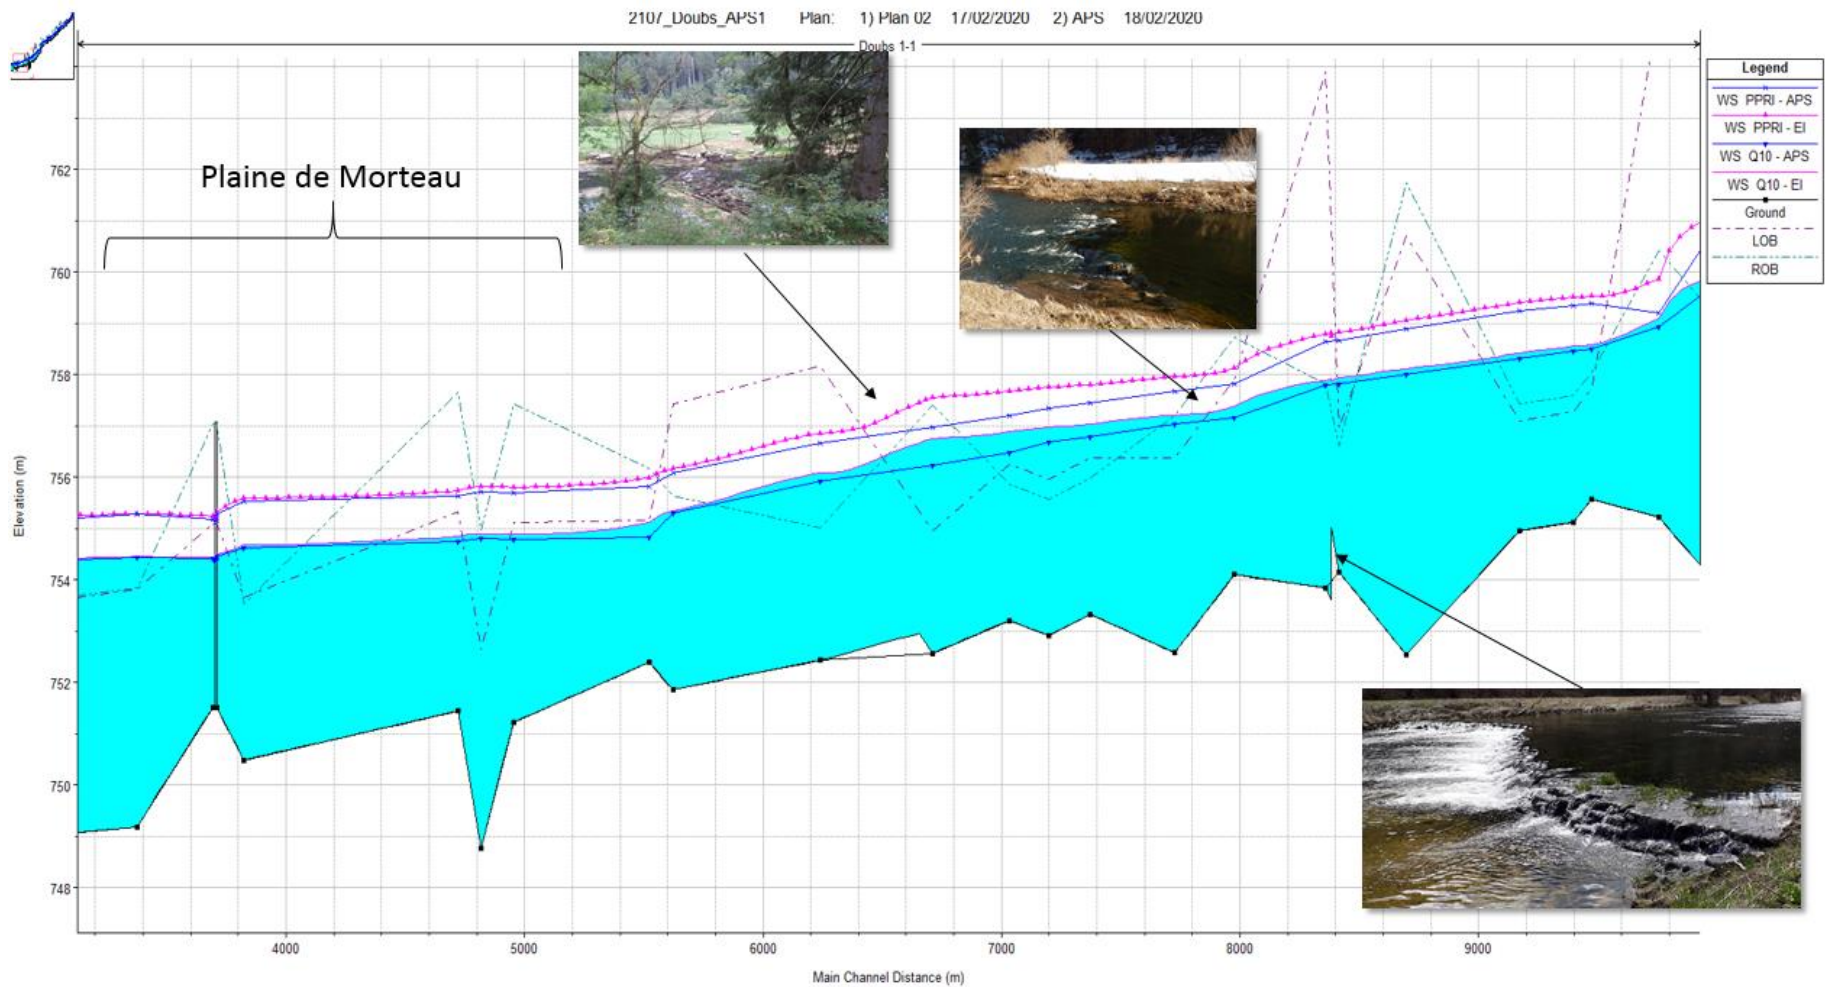 2107_Doubs_APS1 Plan: 1) Plan 02 17/02/2020 2) APS 18/02/2020
Doubs 1-1
Legend
WS PPRI - APS
WS PPRI - EI
WS Q10 - APS
WS Q10 - EI
Ground
LOB
ROB
Plaine de Morteau
Elevation (m)
762
760
758
756
754
752
750
748
4000 5000 6000 7000 8000 9000
Main Channel Distance (m)